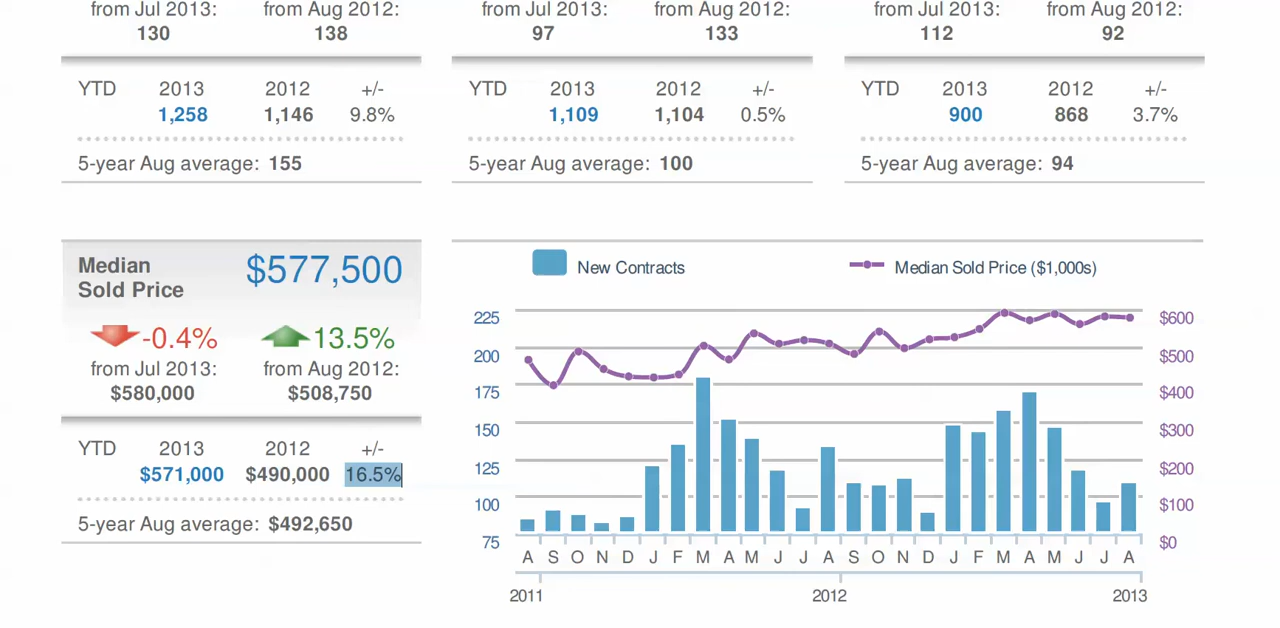 from Jul 2013: from Aug 2012:
130 138
YTD 2013 2012 +/-
1,258 1,146 9.8%
5-year Aug average: 155
from Jul 2013: from Aug 2012:
97 133
YTD 2013 2012 +/-
1,109 1,104 0.5%
5-year Aug average: 100
from Jul 2013: from Aug 2012:
112 92
YTD 2013 2012 +/-
900 868 3.7%
5-year Aug average: 94
Median
Sold Price
$577,500
-0.4% 13.5%
from Jul 2013: from Aug 2012:
$580,000 $508,750
YTD 2013 2012 +/-
$571,000 $490,000 16.5%
5-year Aug average: $492,650
New Contracts Median Sold Price ($1,000s)
225 $600
200 $500
175 $400
150 $300
125 $200
100 $100
75 $0
A S O N D J F M A M J J A S O N D J F M A M J J A
2011 2012 2013